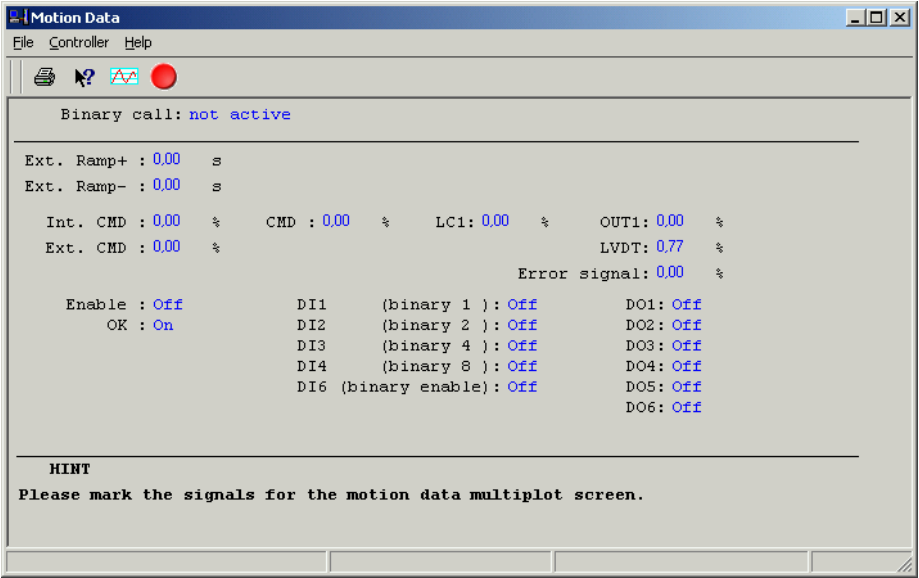 Motion Data
File Controller Help
Binary call: not active
Ext. Ramp+ : 0,00 s
Ext. Ramp- : 0,00 s
Int. CMD : 0,00 % CMD : 0,00 % LC1: 0,00 % OUT1: 0,00 %
Ext. CMD : 0,00 % LVDT: 0,77 %
Error signal: 0,00 %
Enable : Off DI1 (binary 1 ): Off DO1: Off
OK : On DI2 (binary 2 ): Off DO2: Off
DI3 (binary 4 ): Off DO3: Off
DI4 (binary 8 ): Off DO4: Off
DI6 (binary enable): Off DO5: Off
DO6: Off
HINT
Please mark the signals for the motion data multiplot screen.